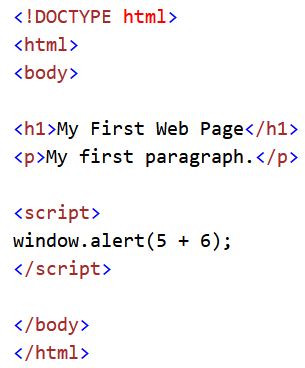 <!DOCTYPE html>
<html>
<body>
<h1>My First Web Page</h1>
<p>My first paragraph.</p>
<script>
window.alert(5 + 6);
</script>
</body>
</html>